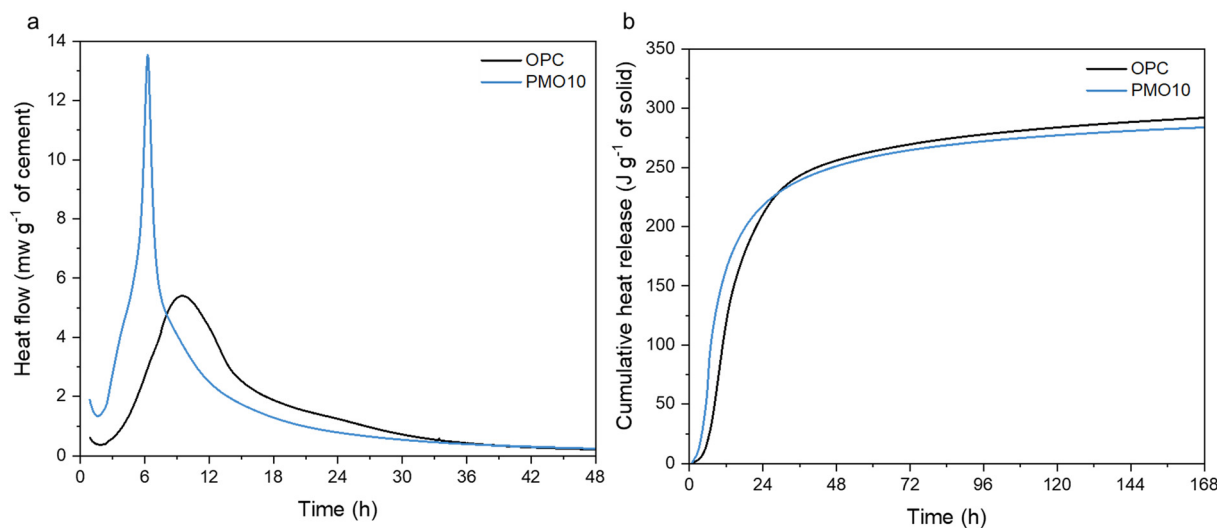 a
Heat flow (mw g⁻¹ of cement)
14
12
10
8
6
4
2
0
OPC
PMO10
0 6 12 18 24 30 36 42 48
Time (h)
b
Cumulative heat release (J g⁻¹ of solid)
350
300
250
200
150
100
50
0
OPC
PMO10
0 24 48 72 96 120 144 168
Time (h)